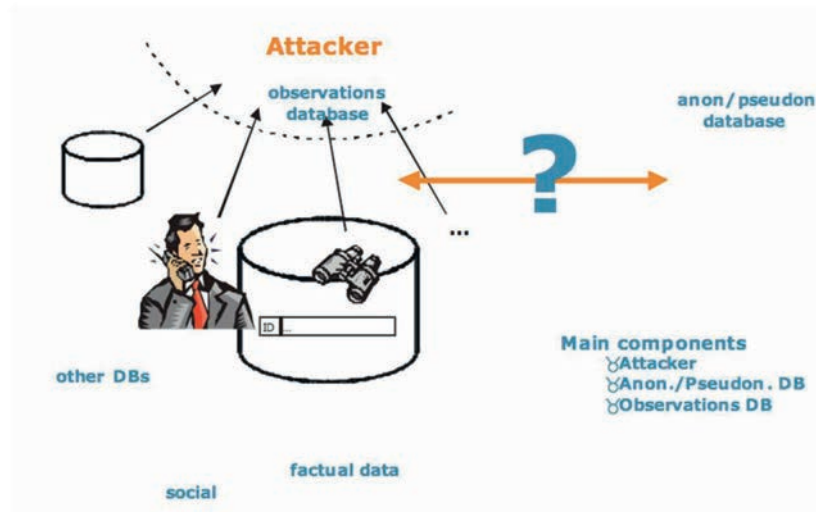 Attacker
observations
database
anon/pseudon
database
?
...
ID ...
Main components
Attacker
Anon./Pseudon. DB
Observations DB
other DBs
factual data
social